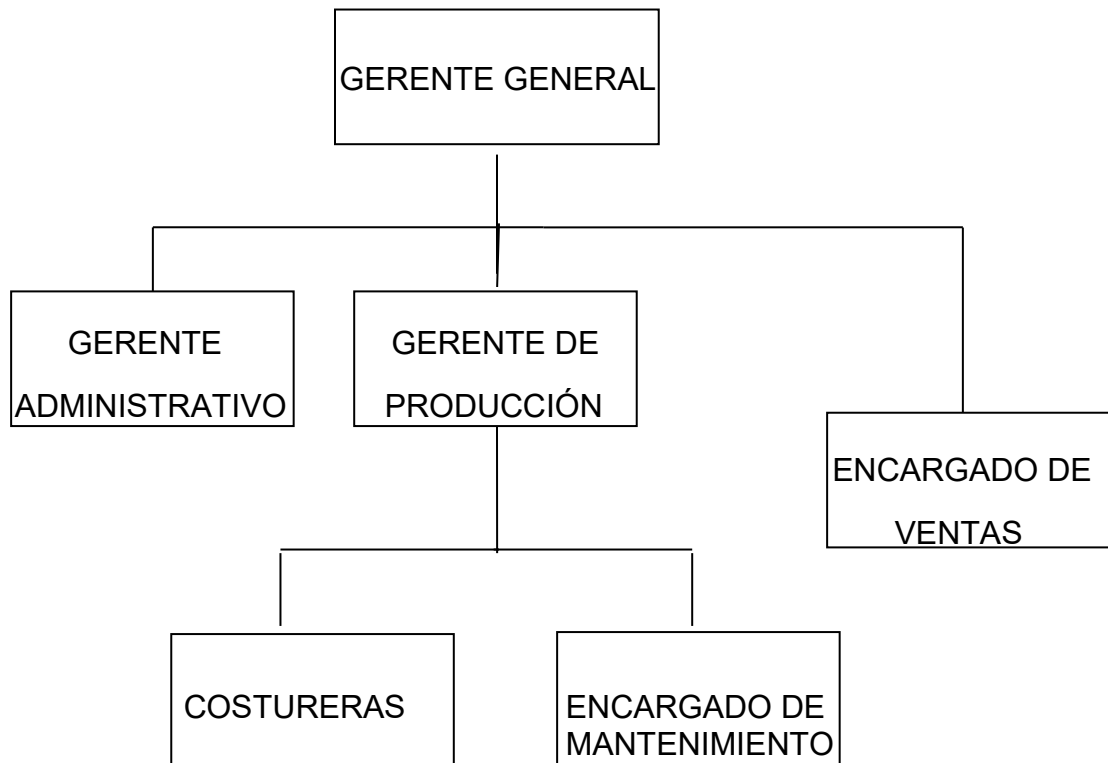 GERENTE GENERAL
GERENTE
ADMINISTRATIVO
GERENTE DE
PRODUCCIÓN
ENCARGADO DE
VENTAS
COSTURERAS
ENCARGADO DE
MANTENIMIENTO